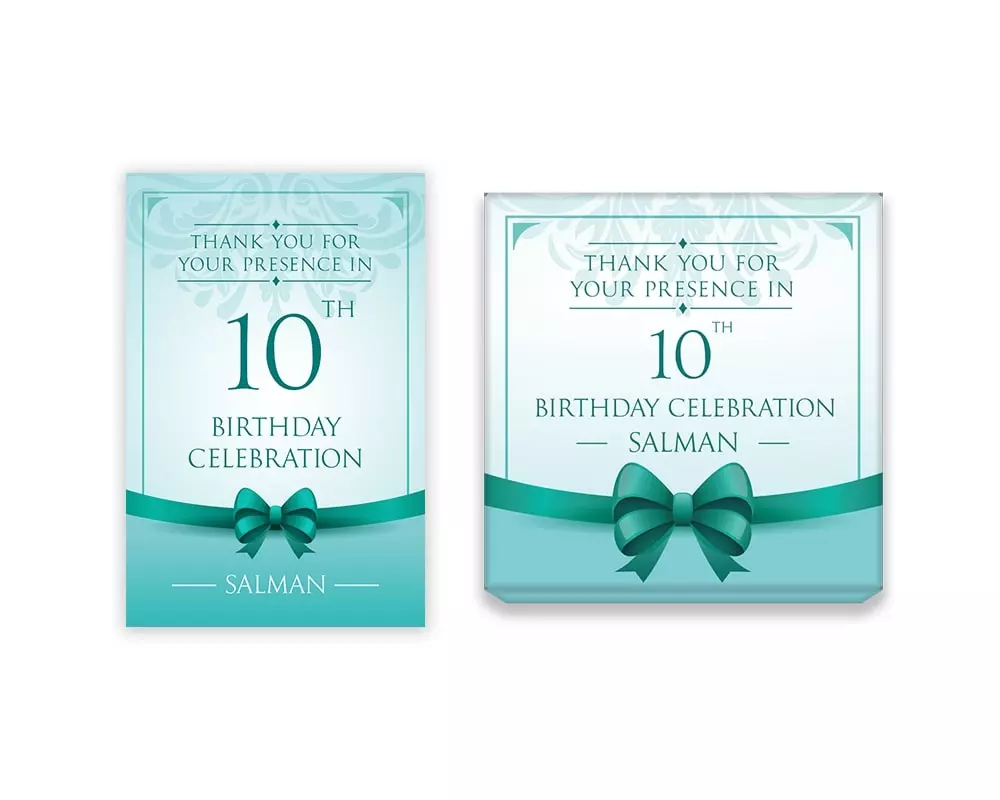 THANK YOU FOR
YOUR PRESENCE IN
10TH
BIRTHDAY
CELEBRATION
SALMAN
THANK YOU FOR
YOUR PRESENCE IN
10TH
BIRTHDAY CELEBRATION
SALMAN